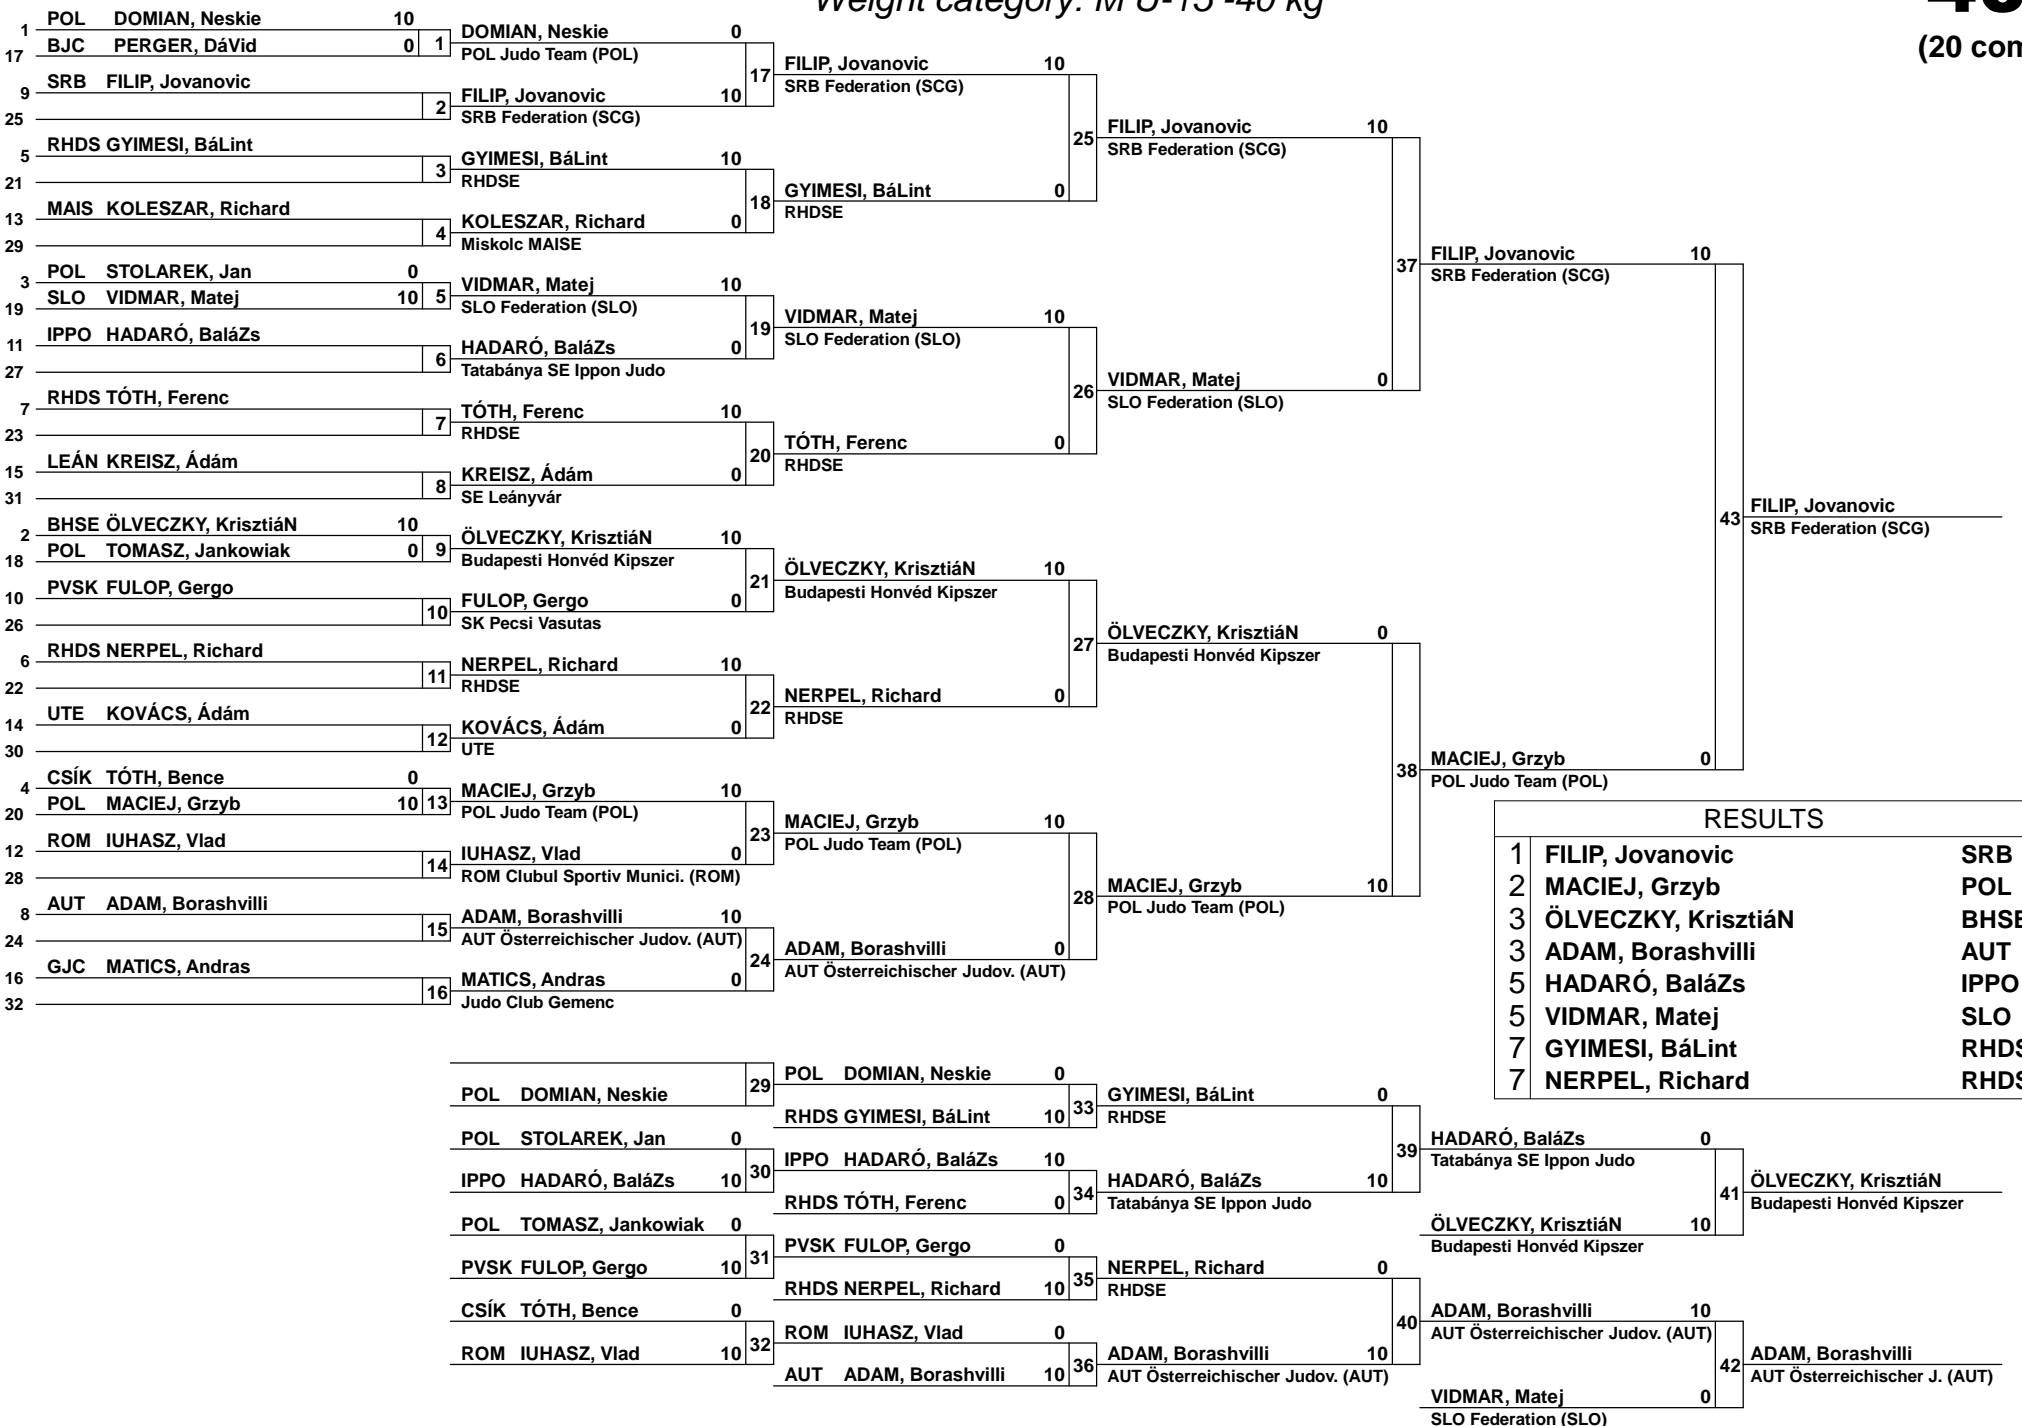 Weight category: M U-15 -40 kg
40
(20 com
1 POL DOMIAN, Neskie 10
17 BJC PERGER, DáVid 0
1
9 SRB FILIP, Jovanovic
25
2
5 RHDS GYIMESI, BáLint
21
3
13 MAIS KOLESZAR, Richard
29
4
3 POL STOLAREK, Jan 0
19 SLO VIDMAR, Matej 10
5
11 IPPO HADARÓ, BaláZs
27
6
7 RHDS TÓTH, Ferenc
23
7
15 LEÁN KREISZ, Ádám
31
8
2 BHSE ÖLVECZKY, KrisztiáN 10
18 POL TOMASZ, Jankowiak 0
9
10 PVSK FULOP, Gergo
26
10
6 RHDS NERPEL, Richard
22
11
14 UTE KOVÁCS, Ádám
30
12
4 CSÍK TÓTH, Bence 0
20 POL MACIEJ, Grzyb 10
13
12 ROM IUHASZ, Vlad
28
14
8 AUT ADAM, Borashvilli
24
15
16 GJC MATICS, Andras
32
16
DOMIAN, Neskie 0
POL Judo Team (POL)
17
FILIP, Jovanovic 10
SRB Federation (SCG)
GYIMESI, BáLint 10
RHDSE
18
KOLESZAR, Richard 0
Miskolc MAISE
VIDMAR, Matej 10
SLO Federation (SLO)
19
HADARÓ, BaláZs 0
Tatabánya SE Ippon Judo
TÓTH, Ferenc 10
RHDSE
20
KREISZ, Ádám 0
SE Leányvár
ÖLVECZKY, KrisztiáN 10
Budapesti Honvéd Kipszer
21
FULOP, Gergo 0
SK Pecsi Vasutas
NERPEL, Richard 10
RHDSE
22
KOVÁCS, Ádám 0
UTE
MACIEJ, Grzyb 10
POL Judo Team (POL)
23
IUHASZ, Vlad 0
ROM Clubul Sportiv Munici. (ROM)
ADAM, Borashvilli 10
AUT Österreichischer Judov. (AUT)
24
MATICS, Andras 0
Judo Club Gemenc
FILIP, Jovanovic 10
SRB Federation (SCG)
25
GYIMESI, BáLint 0
RHDSE
VIDMAR, Matej 10
SLO Federation (SLO)
26
TÓTH, Ferenc 0
RHDSE
ÖLVECZKY, KrisztiáN 10
Budapesti Honvéd Kipszer
27
NERPEL, Richard 0
RHDSE
MACIEJ, Grzyb 10
POL Judo Team (POL)
28
ADAM, Borashvilli 0
AUT Österreichischer Judov. (AUT)
FILIP, Jovanovic 10
SRB Federation (SCG)
37
VIDMAR, Matej 0
SLO Federation (SLO)
ÖLVECZKY, KrisztiáN 0
Budapesti Honvéd Kipszer
38
MACIEJ, Grzyb 10
POL Judo Team (POL)
FILIP, Jovanovic 10
SRB Federation (SCG)
43
MACIEJ, Grzyb 0
POL Judo Team (POL)
FILIP, Jovanovic
SRB Federation (SCG)
RESULTS
1 FILIP, Jovanovic SRB
2 MACIEJ, Grzyb POL
3 ÖLVECZKY, KrisztiáN BHSE
3 ADAM, Borashvilli AUT
5 HADARÓ, BaláZs IPPO
5 VIDMAR, Matej SLO
7 GYIMESI, BáLint RHDS
7 NERPEL, Richard RHDS
29
POL DOMIAN, Neskie
POL STOLAREK, Jan 0
30
IPPO HADARÓ, BaláZs 10
POL TOMASZ, Jankowiak 0
31
PVSK FULOP, Gergo 10
CSÍK TÓTH, Bence 0
32
ROM IUHASZ, Vlad 10
POL DOMIAN, Neskie 0
33
RHDS GYIMESI, BáLint 10
IPPO HADARÓ, BaláZs 10
34
RHDS TÓTH, Ferenc 0
PVSK FULOP, Gergo 0
35
RHDS NERPEL, Richard 10
ROM IUHASZ, Vlad 0
36
AUT ADAM, Borashvilli 10
GYIMESI, BáLint 0
RHDSE
39
HADARÓ, BaláZs 10
Tatabánya SE Ippon Judo
NERPEL, Richard 0
RHDSE
40
ADAM, Borashvilli 10
AUT Österreichischer Judov. (AUT)
HADARÓ, BaláZs 0
Tatabánya SE Ippon Judo
41
ÖLVECZKY, KrisztiáN 10
Budapesti Honvéd Kipszer
ADAM, Borashvilli 10
AUT Österreichischer Judov. (AUT)
42
VIDMAR, Matej 0
SLO Federation (SLO)
ÖLVECZKY, KrisztiáN
Budapesti Honvéd Kipszer
ADAM, Borashvilli
AUT Österreichischer J. (AUT)